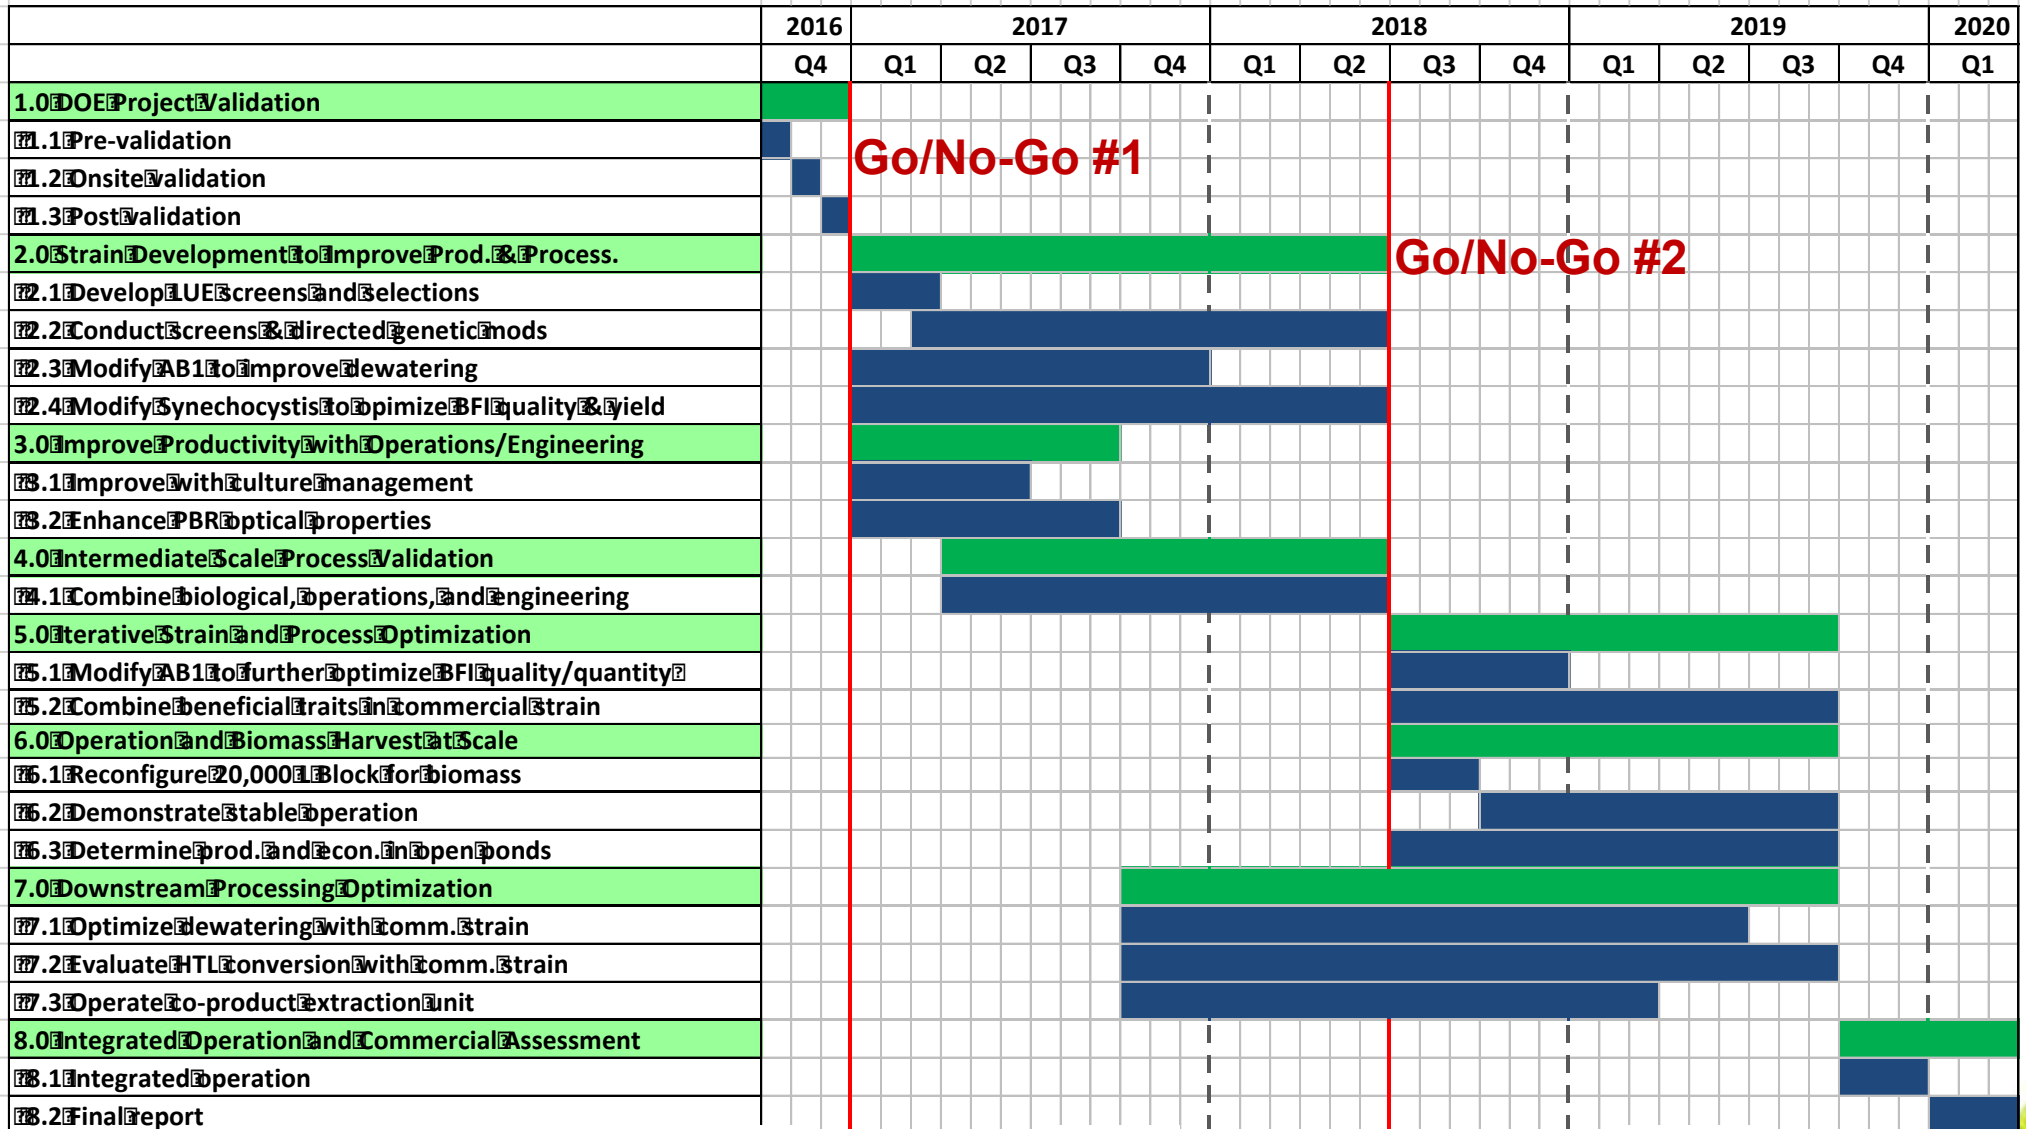 2016 2017 2018 2019 2020
Q4 Q1 Q2 Q3 Q4 Q1 Q2 Q3 Q4 Q1 Q2 Q3 Q4 Q1
1.0 DOE Project Validation
1.1 Pre-validation
Go/No-Go #1
1.2 Onsite validation
1.3 Post validation
2.0 Strain Development to Improve Prod. & Process.
Go/No-Go #2
2.1 Develop LUE screens and selections
2.2 Conduct screens & directed genetic mods
2.3 Modify AB1 to improve dewatering
2.4 Modify Synechocystis to opimize BFI quality & yield
3.0 Improve Productivity with Operations/Engineering
3.1 Improve with culture management
3.2 Enhance PBR optical properties
4.0 Intermediate Scale Process Validation
4.1 Combine biological, operations, and engineering
5.0 Iterative Strain and Process Optimization
5.1 Modify AB1 to further optimize BFI quality/quantity
5.2 Combine beneficial traits in commercial strain
6.0 Operation and Biomass Harvest at Scale
6.1 Reconfigure 20,000 L Block for biomass
6.2 Demonstrate stable operation
6.3 Determine prod. and econ. in open ponds
7.0 Downstream Processing Optimization
7.1 Optimize dewatering with comm. strain
7.2 Evaluate HTL conversion with comm. strain
7.3 Operate co-product extraction unit
8.0 Integrated Operation and Commercial Assessment
8.1 Integrated operation
8.2 Final report